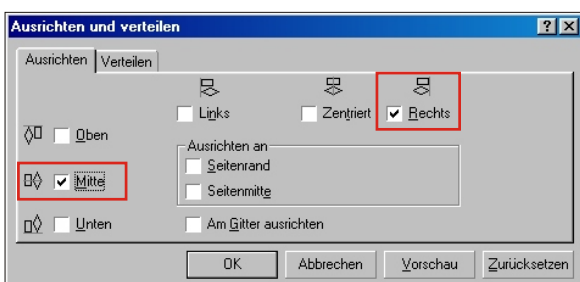 Ausrichten und verteilen
Ausrichten Verteilen
Links Zentriert Rechts
Oben
Ausrichten an
Seitenrand
Mitte
Seitenmitte
Unten Am Gitter ausrichten
OK Abbrechen Vorschau Zurücksetzen